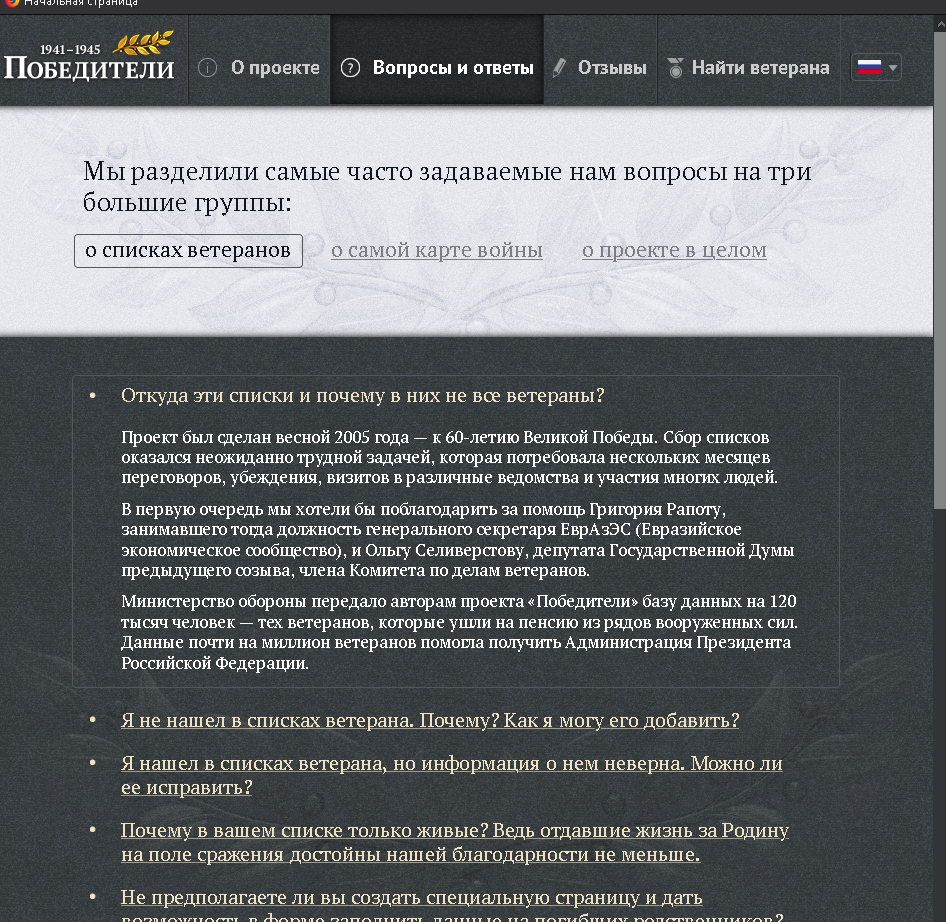 Начальная страница
1941–1945
Победители
О проекте
Вопросы и ответы
Отзывы
Найти ветерана
Мы разделили самые часто задаваемые нам вопросы на три
большие группы:
о списках ветеранов
о самой карте войны
о проекте в целом
• Откуда эти списки и почему в них не все ветераны?
Проект был сделан весной 2005 года — к 60-летию Великой Победы. Сбор списков
оказался неожиданно трудной задачей, которая потребовала нескольких месяцев
переговоров, убеждения, визитов в различные ведомства и участия многих людей.
В первую очередь мы хотели бы поблагодарить за помощь Григория Рапоту,
занимавшего тогда должность генерального секретаря ЕврАзЭС (Евразийское
экономическое сообщество), и Ольгу Селиверстову, депутата Государственной Думы
предыдущего созыва, члена Комитета по делам ветеранов.
Министерство обороны передало авторам проекта «Победители» базу данных на 120
тысяч человек — тех ветеранов, которые ушли на пенсию из рядов вооруженных сил.
Данные почти на миллион ветеранов помогла получить Администрация Президента
Российской Федерации.
• Я не нашел в списках ветерана. Почему? Как я могу его добавить?
• Я нашел в списках ветерана, но информация о нем неверна. Можно ли
ее исправить?
• Почему в вашем списке только живые? Ведь отдавшие жизнь за Родину
на поле сражения достойны нашей благодарности не меньше.
• Не предполагаете ли вы создать специальную страницу и дать
возможность в форме заполнить данные на погибших родственников?